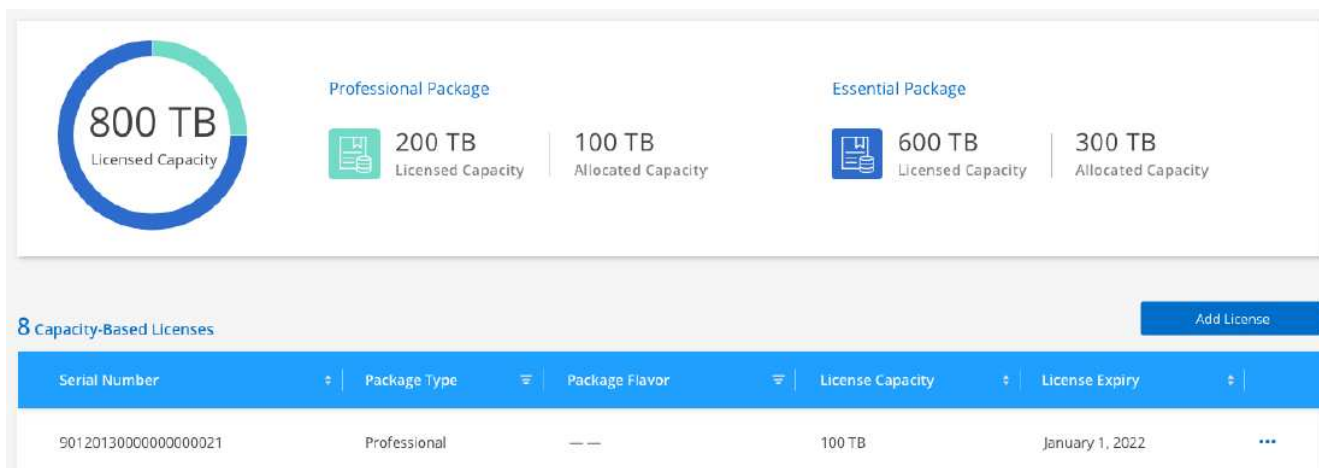 800 TB
Licensed Capacity
Professional Package
200 TB
Licensed Capacity
100 TB
Allocated Capacity
Essential Package
600 TB
Licensed Capacity
300 TB
Allocated Capacity
8 Capacity-Based Licenses
Add License
Serial Number Package Type Package Flavor License Capacity License Expiry
90120130000000000021 Professional — — 100 TB January 1, 2022 •••